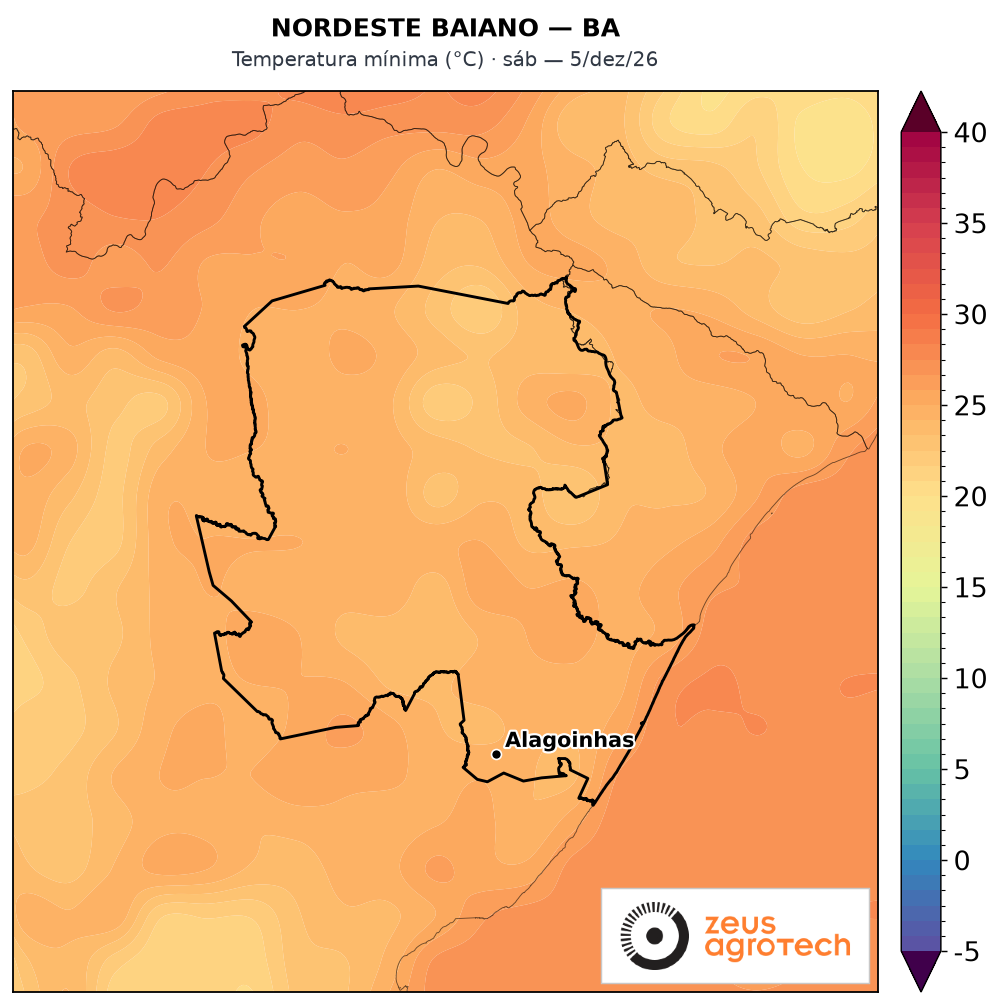 NORDESTE BAIANO — BA
Temperatura mínima (°C) · sáb — 5/dez/26
40
35
30
25
20
15
10
5
0
-5
Alagoinhas
zeus
agrotech